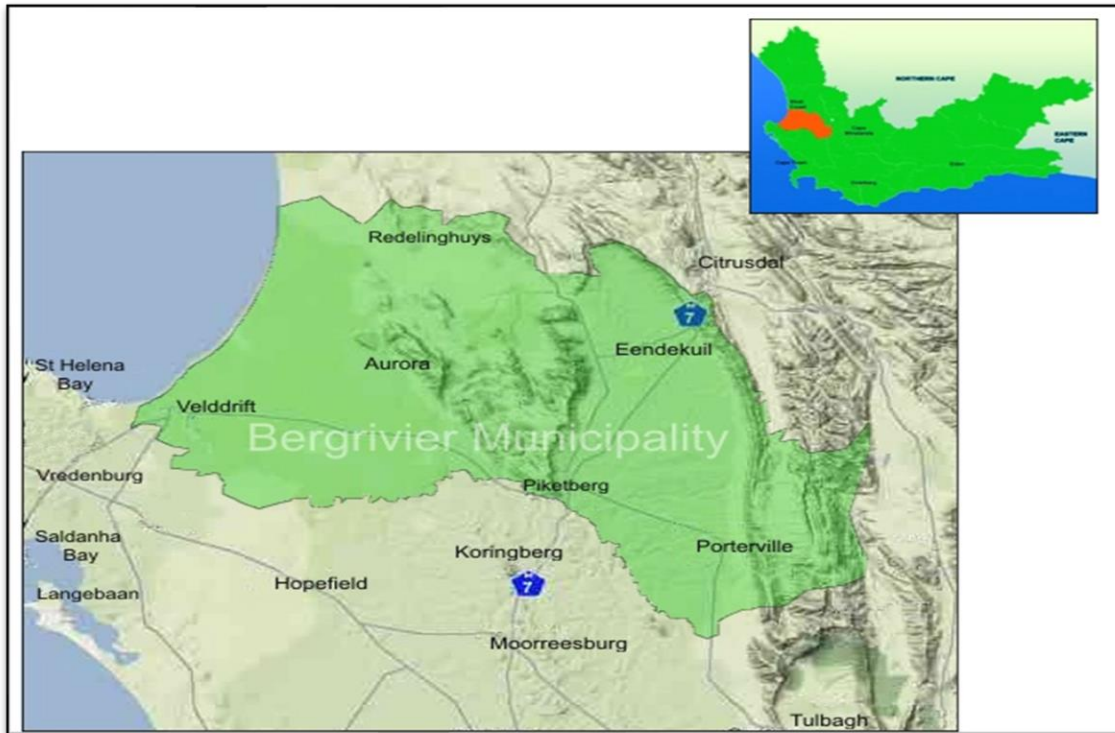 NORTHERN CAPE
EASTERN
CAPE
Redelinghuys
Citrusdal
7
Eendekuil
Aurora
St Helena
Bay
Velddrift
Bergrivier Municipality
Vredenburg
Piketberg
Saldanha
Bay
Koringberg
Porterville
7
Hopefield
Langebaan
Moorreesburg
Tulbagh